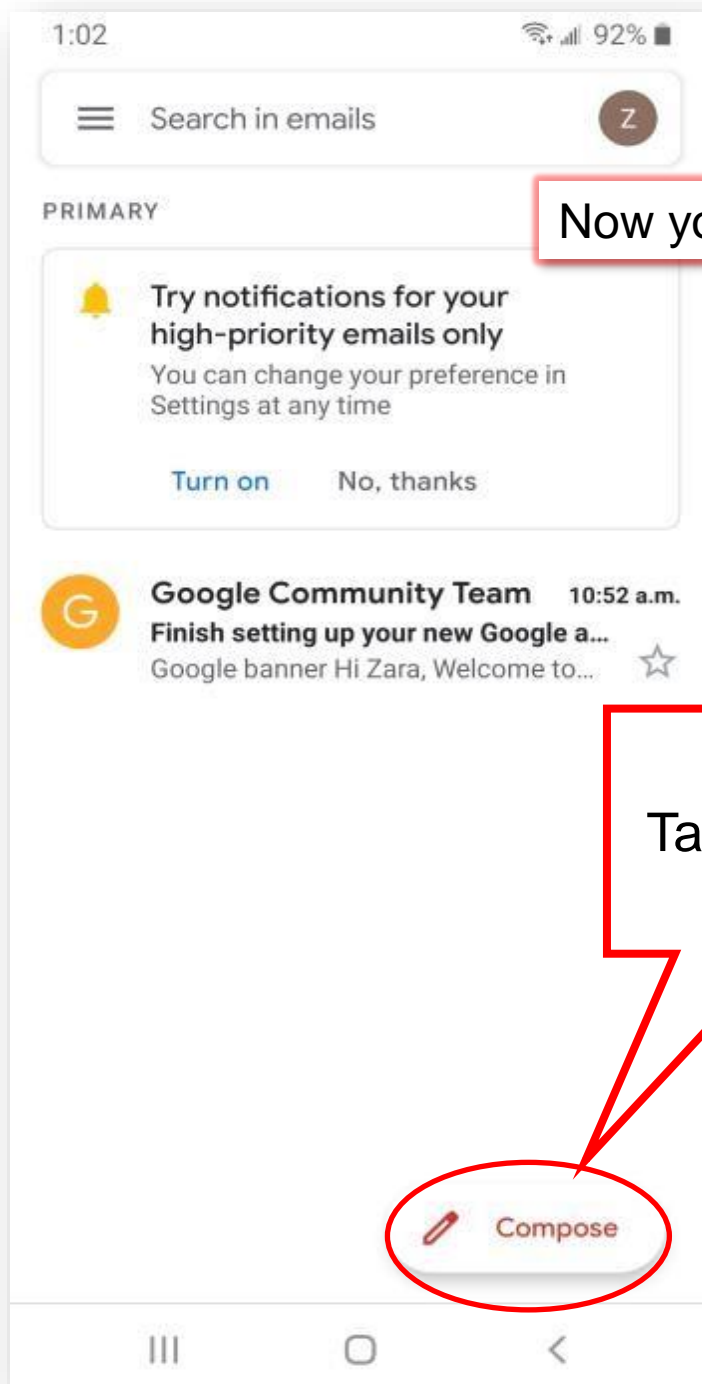 1:02 92%
Search in emails Z
PRIMARY
Now yo
Try notifications for your
high-priority emails only
You can change your preference in
Settings at any time
Turn on No, thanks
G
Google Community Team 10:52 a.m.
Finish setting up your new Google a...
Google banner Hi Zara, Welcome to...
Ta
Compose